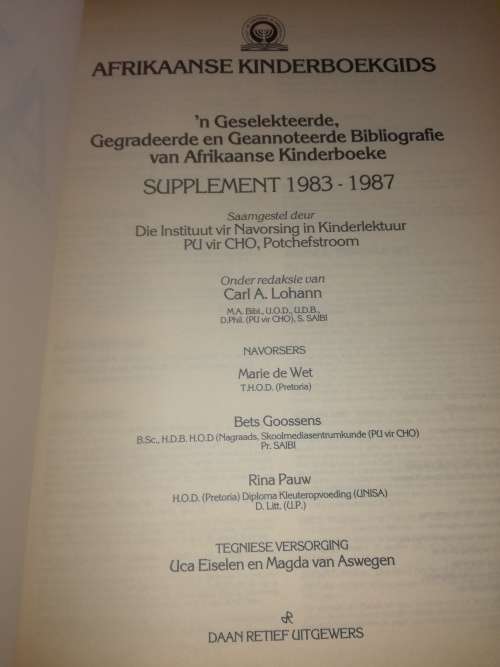 AFRIKAANSE KINDERBOEKGIDS
'n Geselekteerde,
Gegradeerde en Geannoteerde Bibliografie
van Afrikaanse Kinderboeke
SUPPLEMENT 1983 - 1987
Saamgestel deur
Die Instituut vir Navorsing in Kinderlektuur
PU vir CHO, Potchefstroom
Onder redaksie van
Carl A. Lohann
M.A. Bibl., U.O.D., U.D.B.,
D.Phil. (PU vir CHO), S. SAIBI
NAVORSERS
Marie de Wet
T.H.O.D. (Pretoria)
Bets Goossens
B.Sc., H.D.B. H.O.D (Nagraads, Skoolmediasentrumkunde (PU vir CHO)
Pr. SAIBI
Rina Pauw
H.O.D. (Pretoria) Diploma Kleuteropvoeding (UNISA)
D. Litt. (U.P.)
TEGNIESE VERSORGING
Uca Eiselen en Magda van Aswegen
DAAN RETIEF UITGEWERS